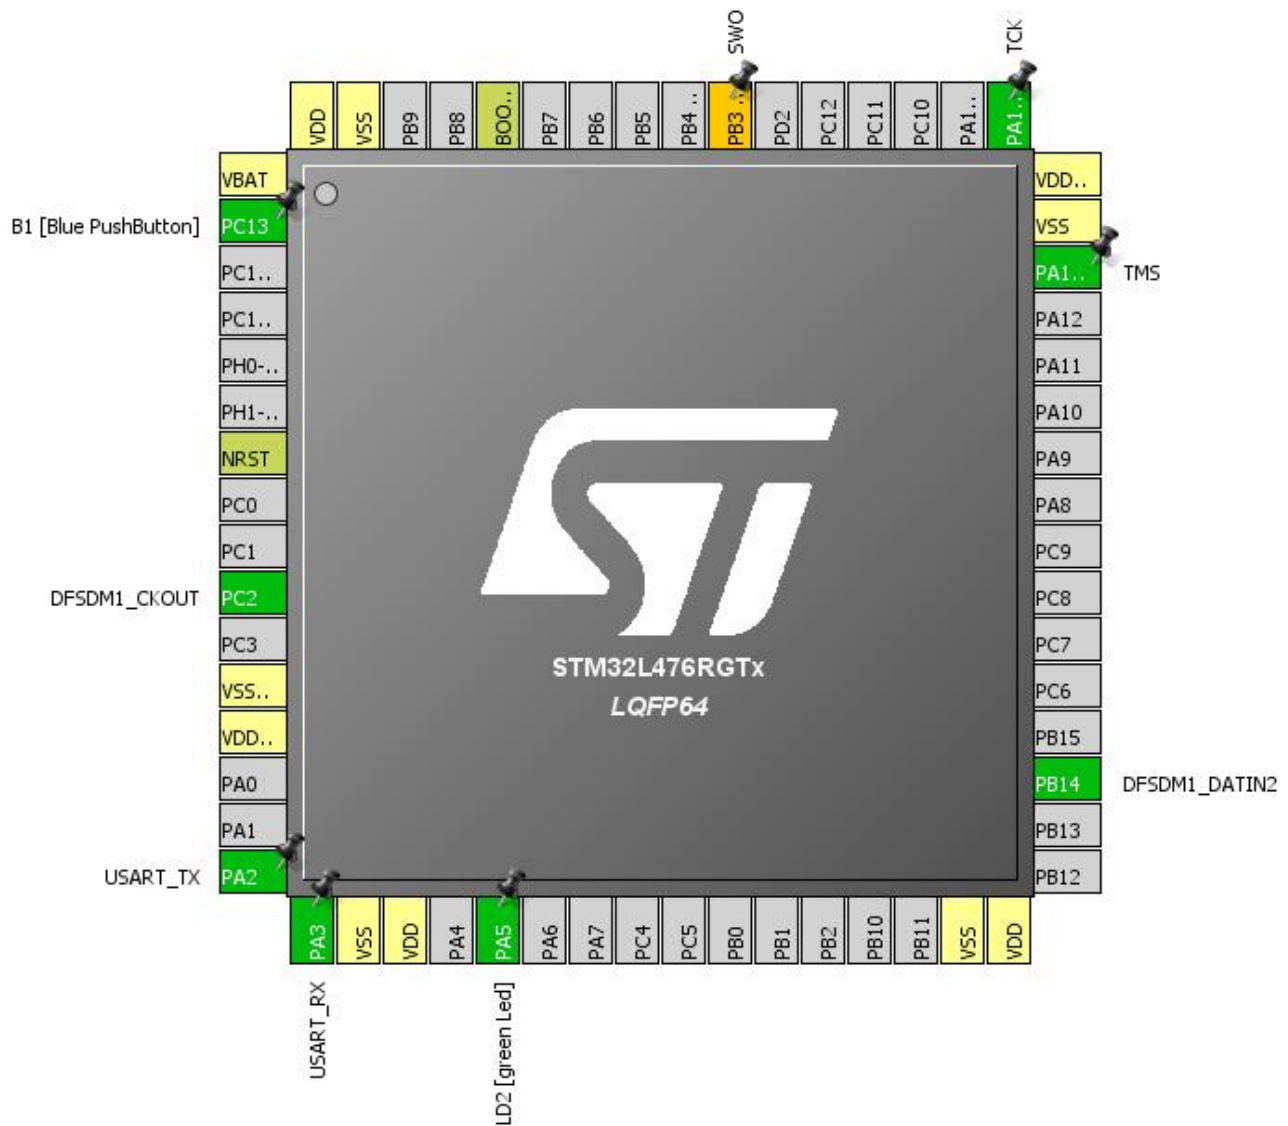 SWO
TCK
VDD
VSS
PB9
PB8
BOO..
PB7
PB6
PB5
PB4 ..
PB3 ..
PD2
PC12
PC11
PC10
PA1..
PA1..
VBAT
VDD..
B1 [Blue PushButton]
PC13
VSS
PC1..
PA1..
TMS
PC1..
PA12
PH0-..
PA11
PH1-..
PA10
NRST
PA9
PC0
PA8
PC1
PC9
DFSDM1_CKOUT
PC2
PC8
PC3
PC7
VSS..
PC6
VDD..
PB15
PA0
PB14
DFSDM1_DATIN2
PA1
PB13
USART_TX
PA2
PB12
ST
STM32L476RGTx
LQFP64
PA3
VSS
VDD
PA4
PA5
PA6
PA7
PC4
PC5
PB0
PB1
PB2
PB10
PB11
VSS
VDD
USART_RX
LD2 [green Led]